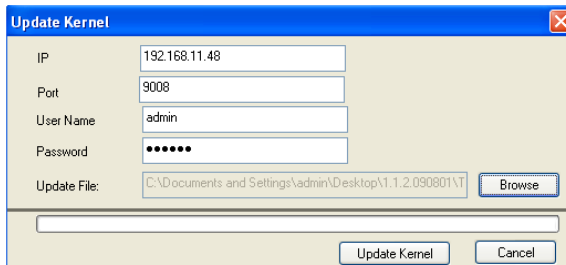 Update Kernel
IP 192.168.11.48
Port 9008
User Name admin
Password ●●●●●●
Update File: C:\Documents and Settings\admin\Desktop\1.1.2.090801\T Browse
Update Kernel Cancel